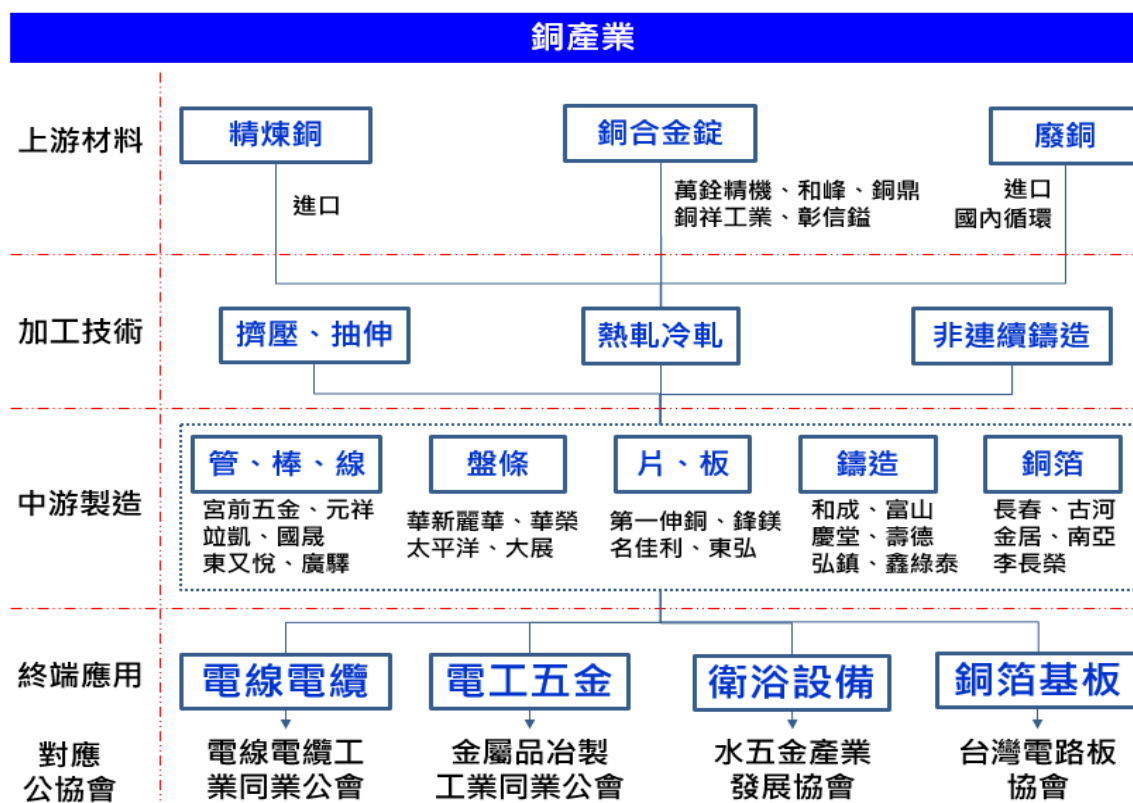 銅產業
上游材料
精煉銅
銅合金錠
廢銅
進口
萬銓精機、和峰、銅鼎
銅祥工業、彰信鎰
進口
國內循環
加工技術
擠壓、抽伸
熱軋冷軋
非連續鑄造
中游製造
管、棒、線
盤條
片、板
鑄造
銅箔
宮前五金、元祥
竝凱、國晟
東又悅、廣驛
華新麗華、華榮
太平洋、大展
第一伸銅、鋒鎂
名佳利、東弘
和成、富山
慶堂、壽德
弘鎮、鑫綠泰
長春、古河
金居、南亞
李長榮
終端應用
電線電纜
電工五金
衛浴設備
銅箔基板
對應
公協會
電線電纜工
業同業公會
金屬品冶製
工業同業公會
水五金產業
發展協會
台灣電路板
協會